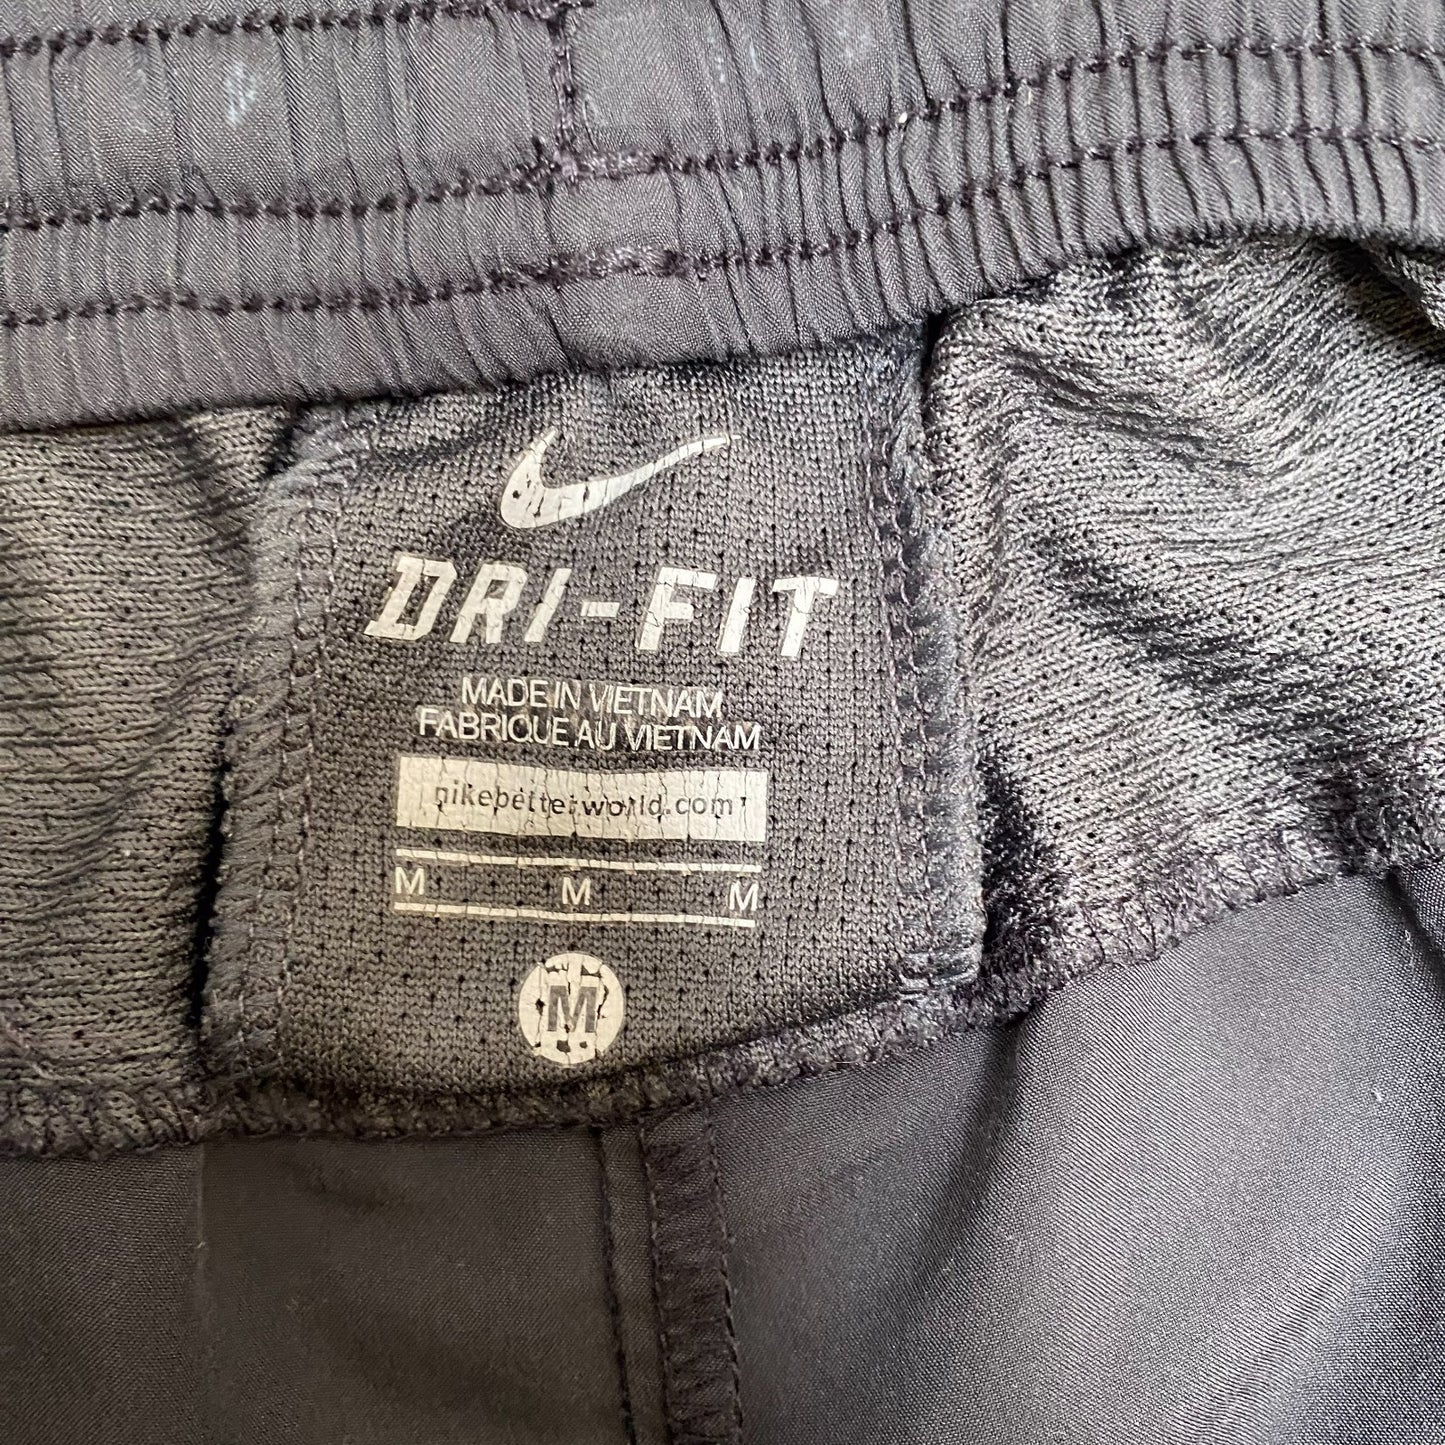 DRI-FIT
MADE IN VIETNAM
FABRIQUE AU VIETNAM
nikebetterworld.com
M M M
M